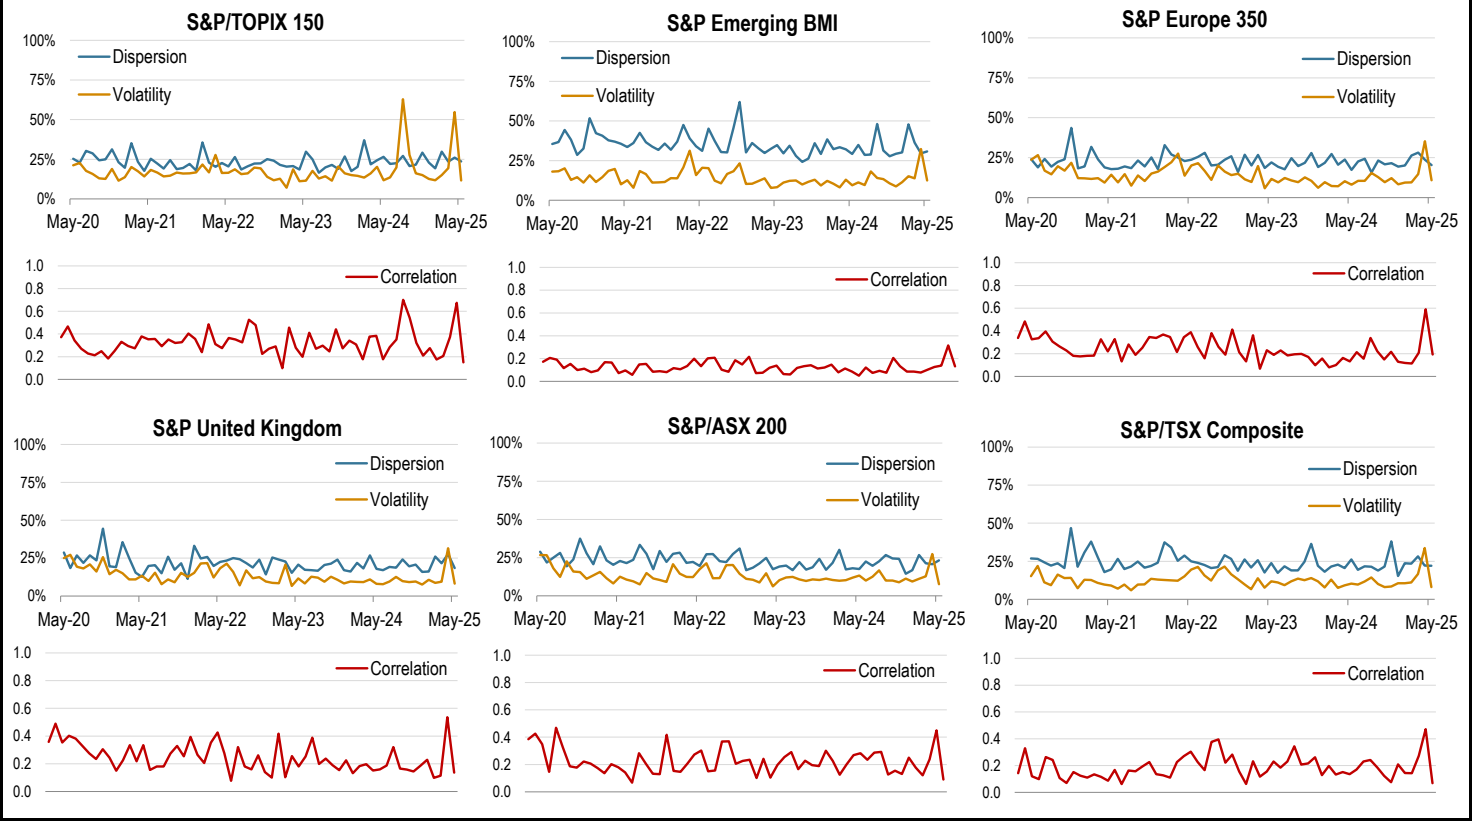 S&P/TOPIX 150
100%
75%
50%
25%
0%
Dispersion
Volatility
May-20 May-21 May-22 May-23 May-24 May-25
1.0
0.8
0.6
0.4
0.2
0.0
Correlation
S&P Emerging BMI
100%
75%
50%
25%
0%
Dispersion
Volatility
May-20 May-21 May-22 May-23 May-24 May-25
1.0
0.8
0.6
0.4
0.2
0.0
Correlation
S&P Europe 350
100%
75%
50%
25%
0%
Dispersion
Volatility
May-20 May-21 May-22 May-23 May-24 May-25
1.0
0.8
0.6
0.4
0.2
0.0
Correlation
S&P United Kingdom
100%
75%
50%
25%
0%
Dispersion
Volatility
May-20 May-21 May-22 May-23 May-24 May-25
1.0
0.8
0.6
0.4
0.2
0.0
Correlation
S&P/ASX 200
100%
75%
50%
25%
0%
Dispersion
Volatility
May-20 May-21 May-22 May-23 May-24 May-25
1.0
0.8
0.6
0.4
0.2
0.0
Correlation
S&P/TSX Composite
100%
75%
50%
25%
0%
Dispersion
Volatility
May-20 May-21 May-22 May-23 May-24 May-25
1.0
0.8
0.6
0.4
0.2
0.0
Correlation